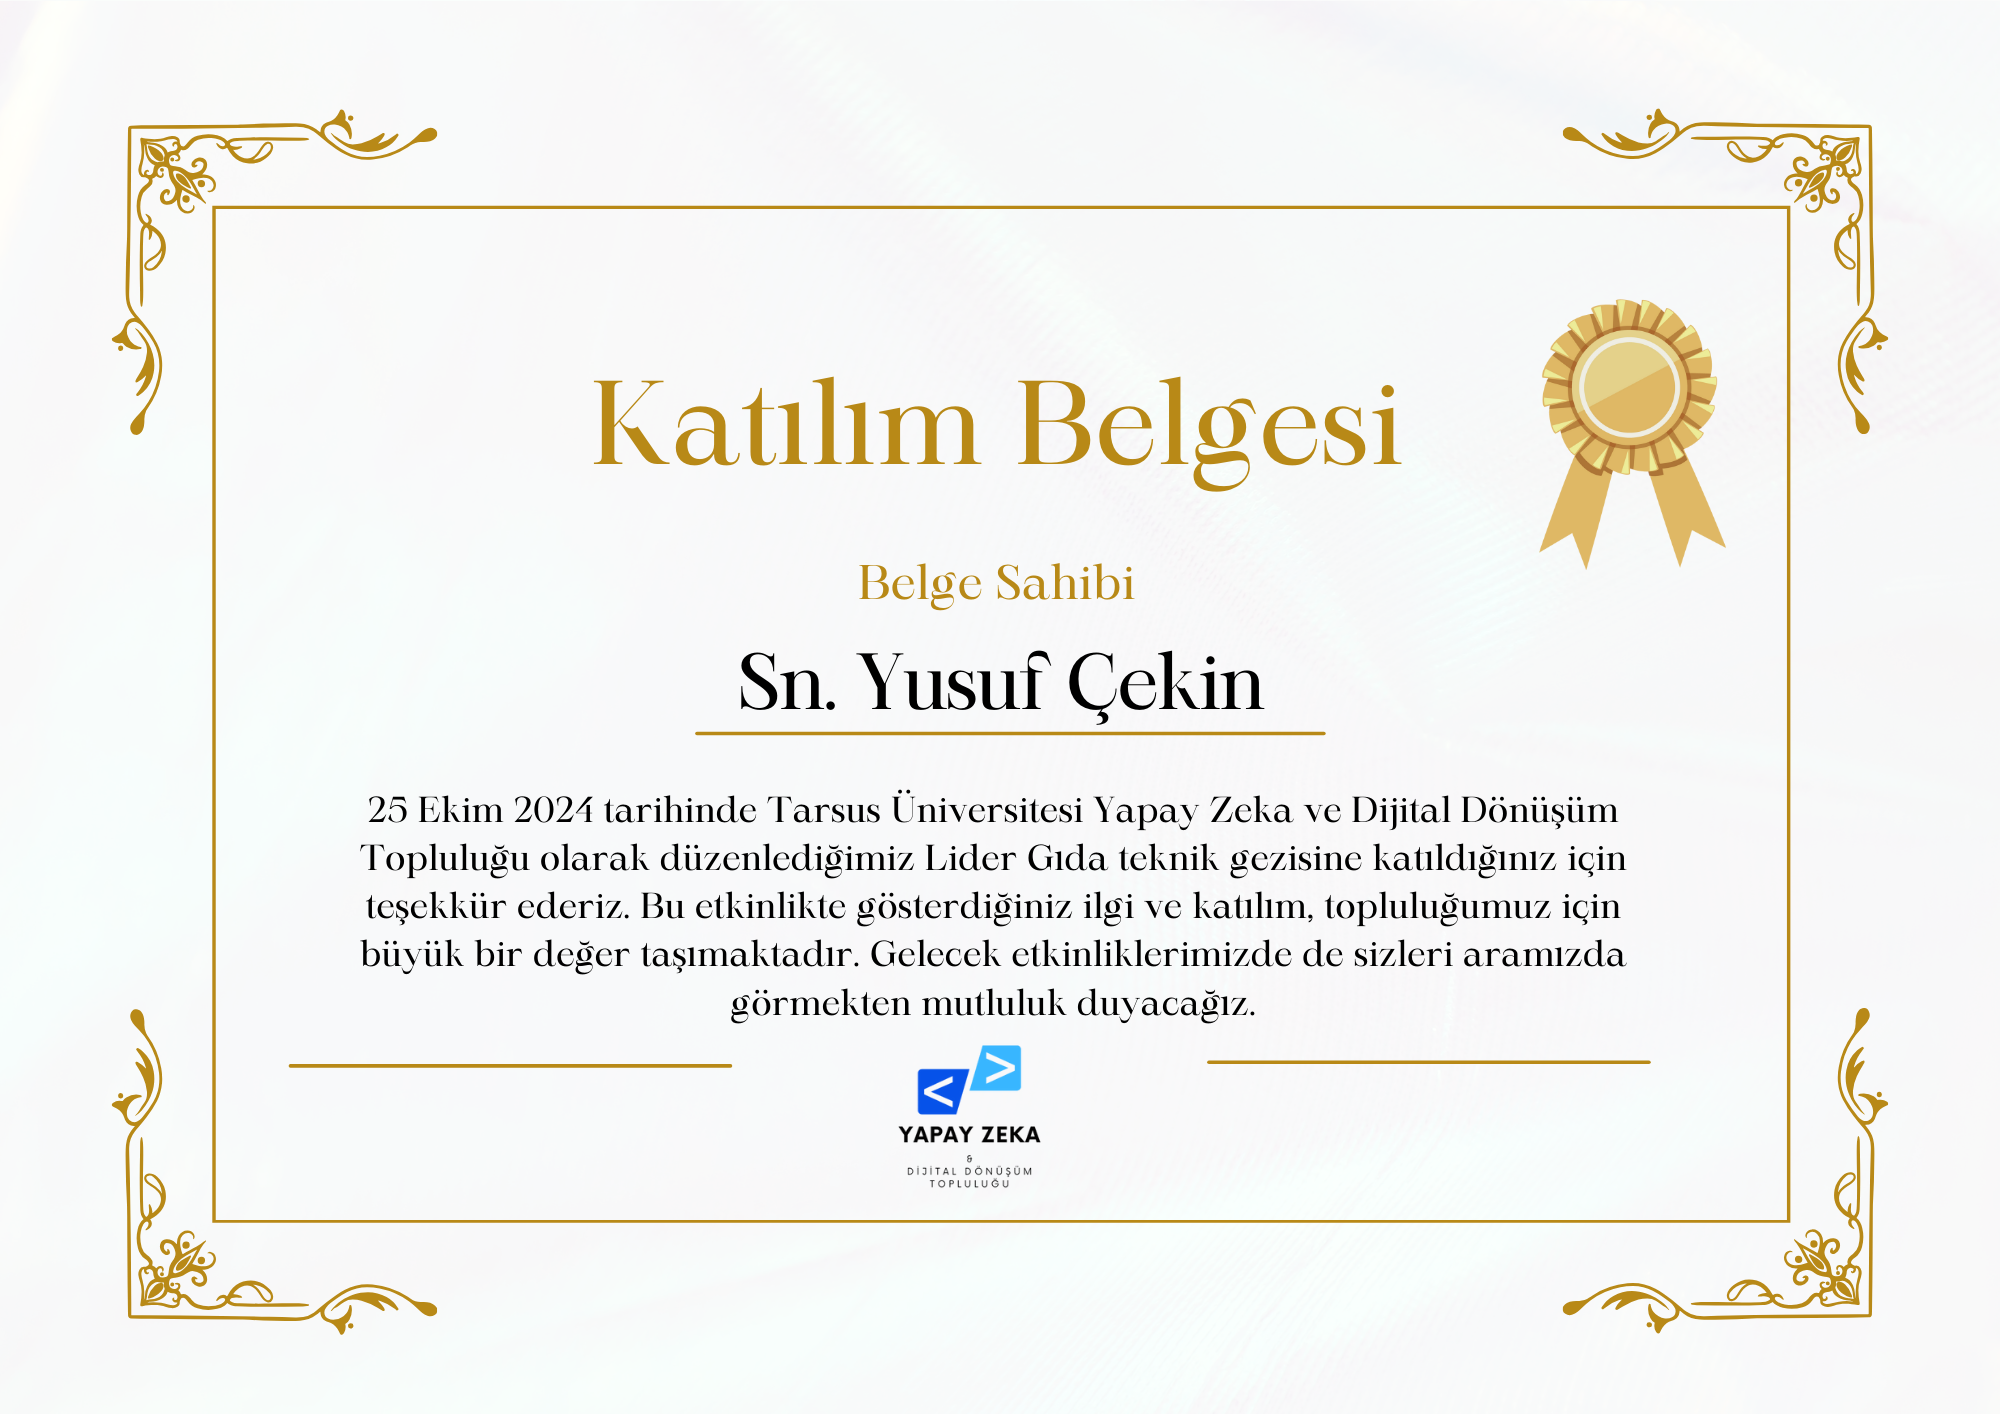 Katılım Belgesi
Belge Sahibi
Sn. Yusuf Çekin
25 Ekim 2024 tarihinde Tarsus Üniversitesi Yapay Zeka ve Dijital Dönüşüm
Topluluğu olarak düzenlediğimiz Lider Gıda teknik gezisine katıldığınız için
teşekkür ederiz. Bu etkinlikte gösterdiğiniz ilgi ve katılım, topluluğumuz için
büyük bir değer taşımaktadır. Gelecek etkinliklerimizde de sizleri aramızda
görmekten mutluluk duyacağız.
< >
YAPAY ZEKA
&
DİJİTAL DÖNÜŞÜM
TOPLULUĞU